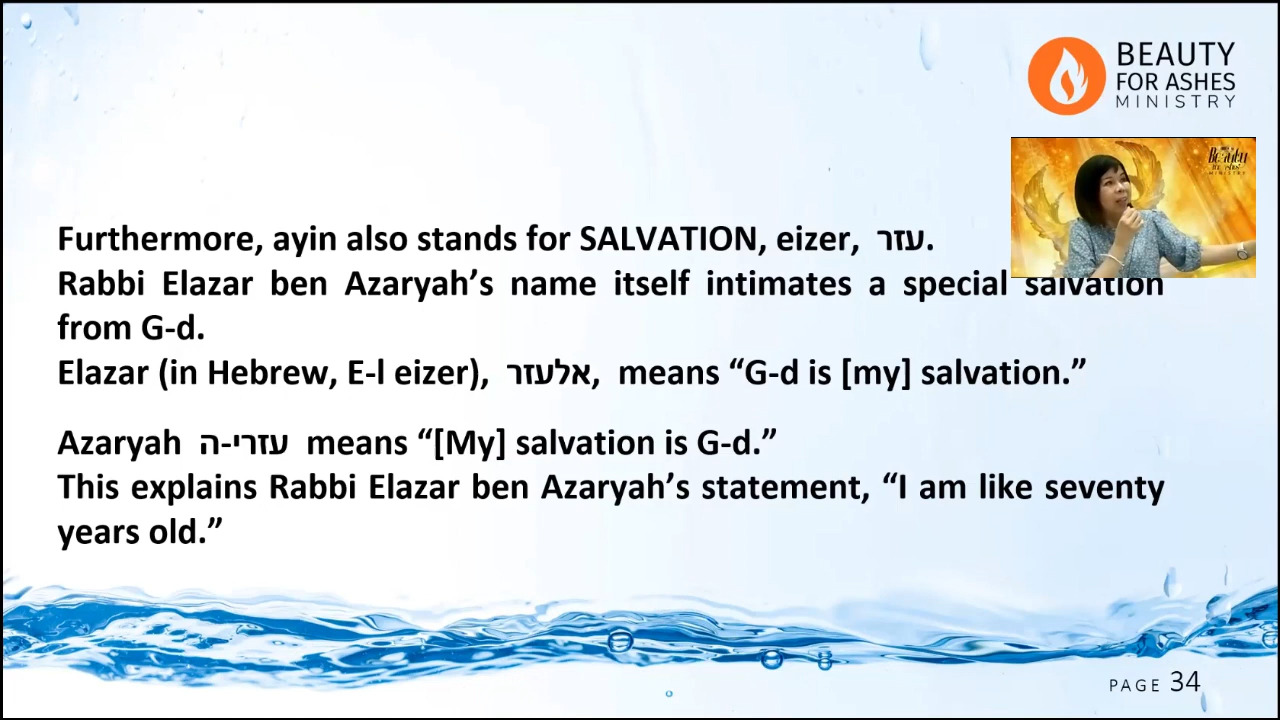 BEAUTY
FOR ASHES
MINISTRY
Furthermore, ayin also stands for SALVATION, eizer, עזר.
Rabbi Elazar ben Azaryah’s name itself intimates a special salvation
from G-d.
Elazar (in Hebrew, E-l eizer), אלעזר, means “G-d is [my] salvation.”
Azaryah עזרי-ה means “[My] salvation is G-d.”
This explains Rabbi Elazar ben Azaryah’s statement, “I am like seventy
years old.”
PAGE 34